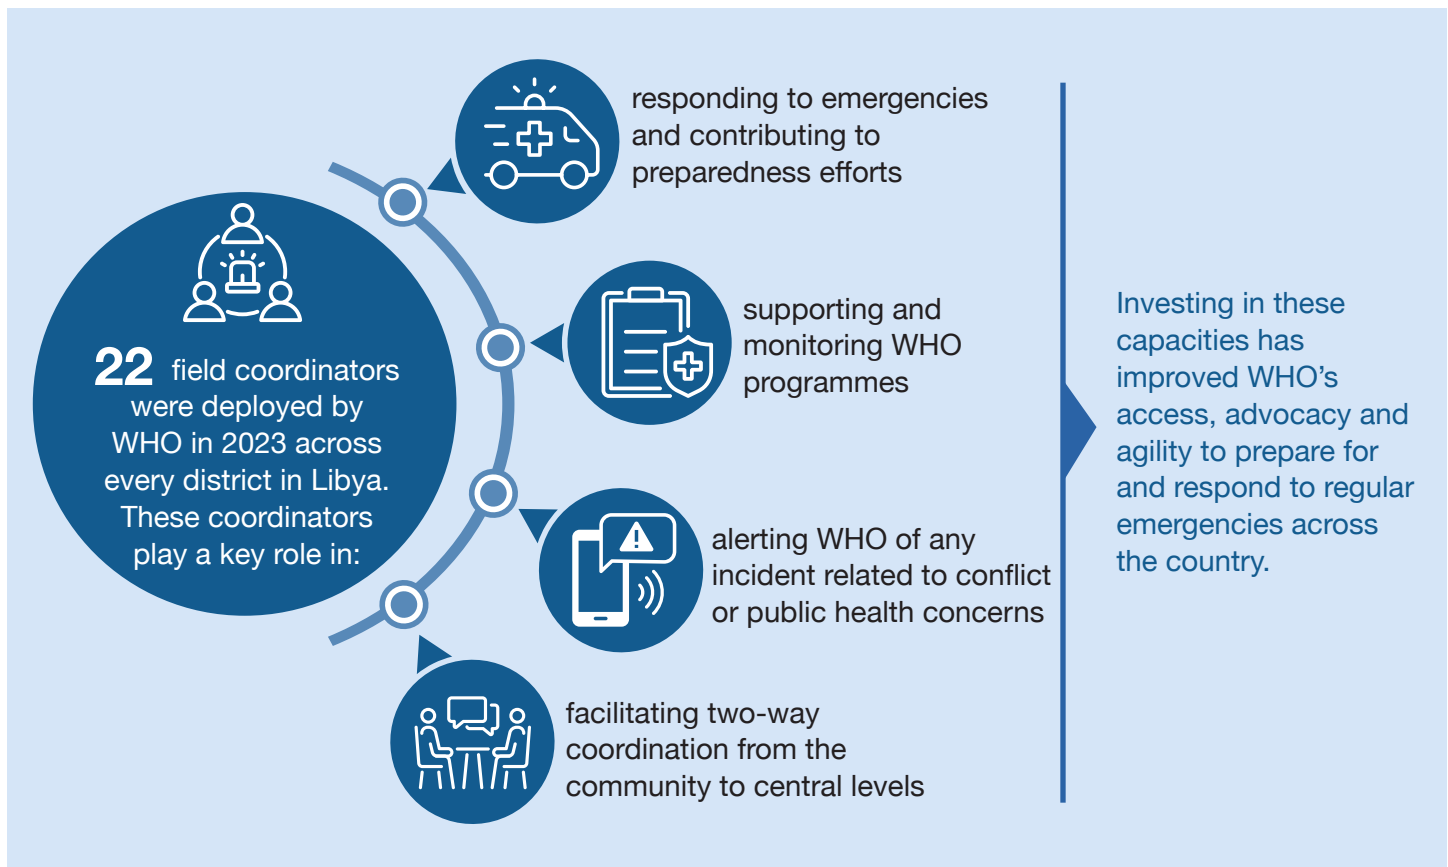 22 field coordinators
were deployed by
WHO in 2023 across
every district in Libya.
These coordinators
play a key role in:
responding to emergencies
and contributing to
preparedness efforts
supporting and
monitoring WHO
programmes
alerting WHO of any
incident related to conflict
or public health concerns
facilitating two-way
coordination from the
community to central levels
Investing in these
capacities has
improved WHO’s
access, advocacy and
agility to prepare for
and respond to regular
emergencies across
the country.